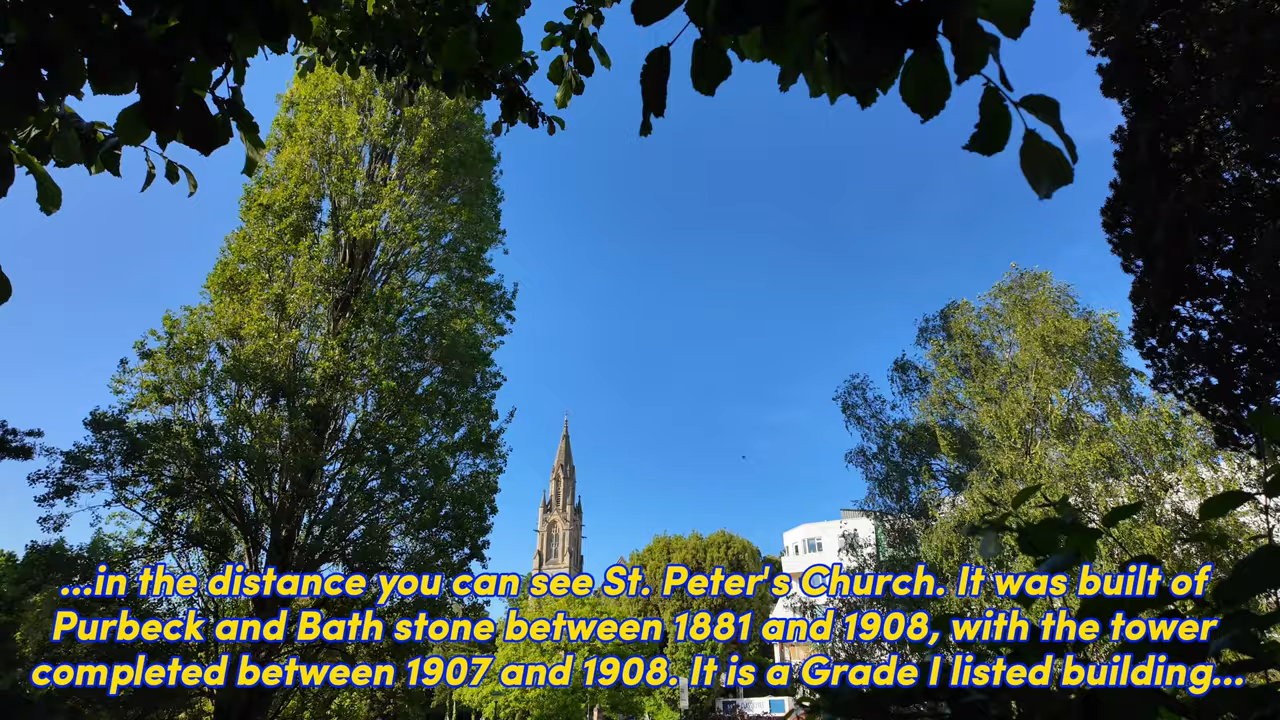 ...in the distance you can see St. Peter's Church. It was built of
Purbeck and Bath stone between 1881 and 1908, with the tower
completed between 1907 and 1908. It is a Grade I listed building...